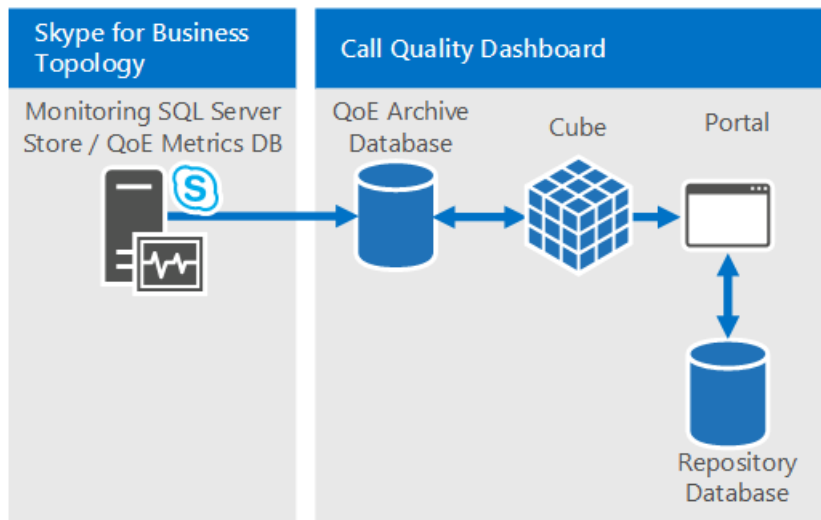 Skype for Business
Topology
Call Quality Dashboard
Monitoring SQL Server
Store / QoE Metrics DB
QoE Archive
Database
Cube
Portal
S
Repository
Database